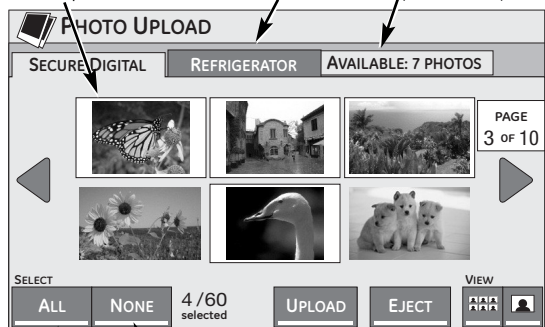 PHOTO UPLOAD
SECURE DIGITAL REFRIGERATOR AVAILABLE: 7 PHOTOS
PAGE
3 OF 10
SELECT
VIEW
ALL NONE 4/60 UPLOAD EJECT
selected